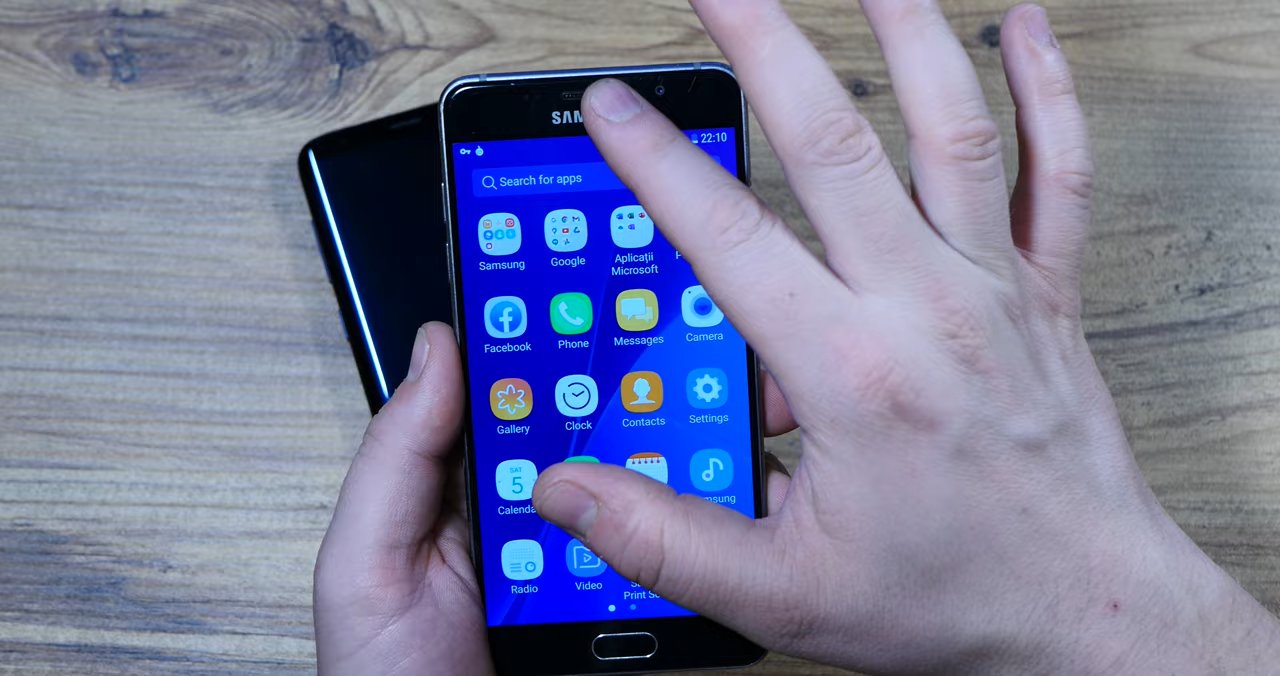 SAM
22:10
Search for apps
Samsung
Google
Aplicații
Microsoft
Facebook
Phone
Messages
Camera
Gallery
Clock
Contacts
Settings
SAT
5
Calenda
msung
Radio
Video
Print S